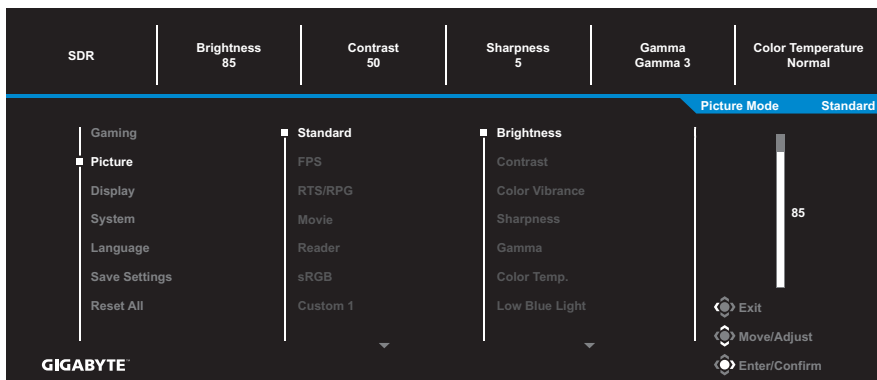 SDR
Brightness
85
Contrast
50
Sharpness
5
Gamma
Gamma 3
Color Temperature
Normal
Picture Mode Standard
Gaming
Picture
Display
System
Language
Save Settings
Reset All
Standard
FPS
RTS/RPG
Movie
Reader
sRGB
Custom 1
Brightness
Contrast
Color Vibrance
Sharpness
Gamma
Color Temp.
Low Blue Light
85
Exit
Move/Adjust
Enter/Confirm
GIGABYTE™